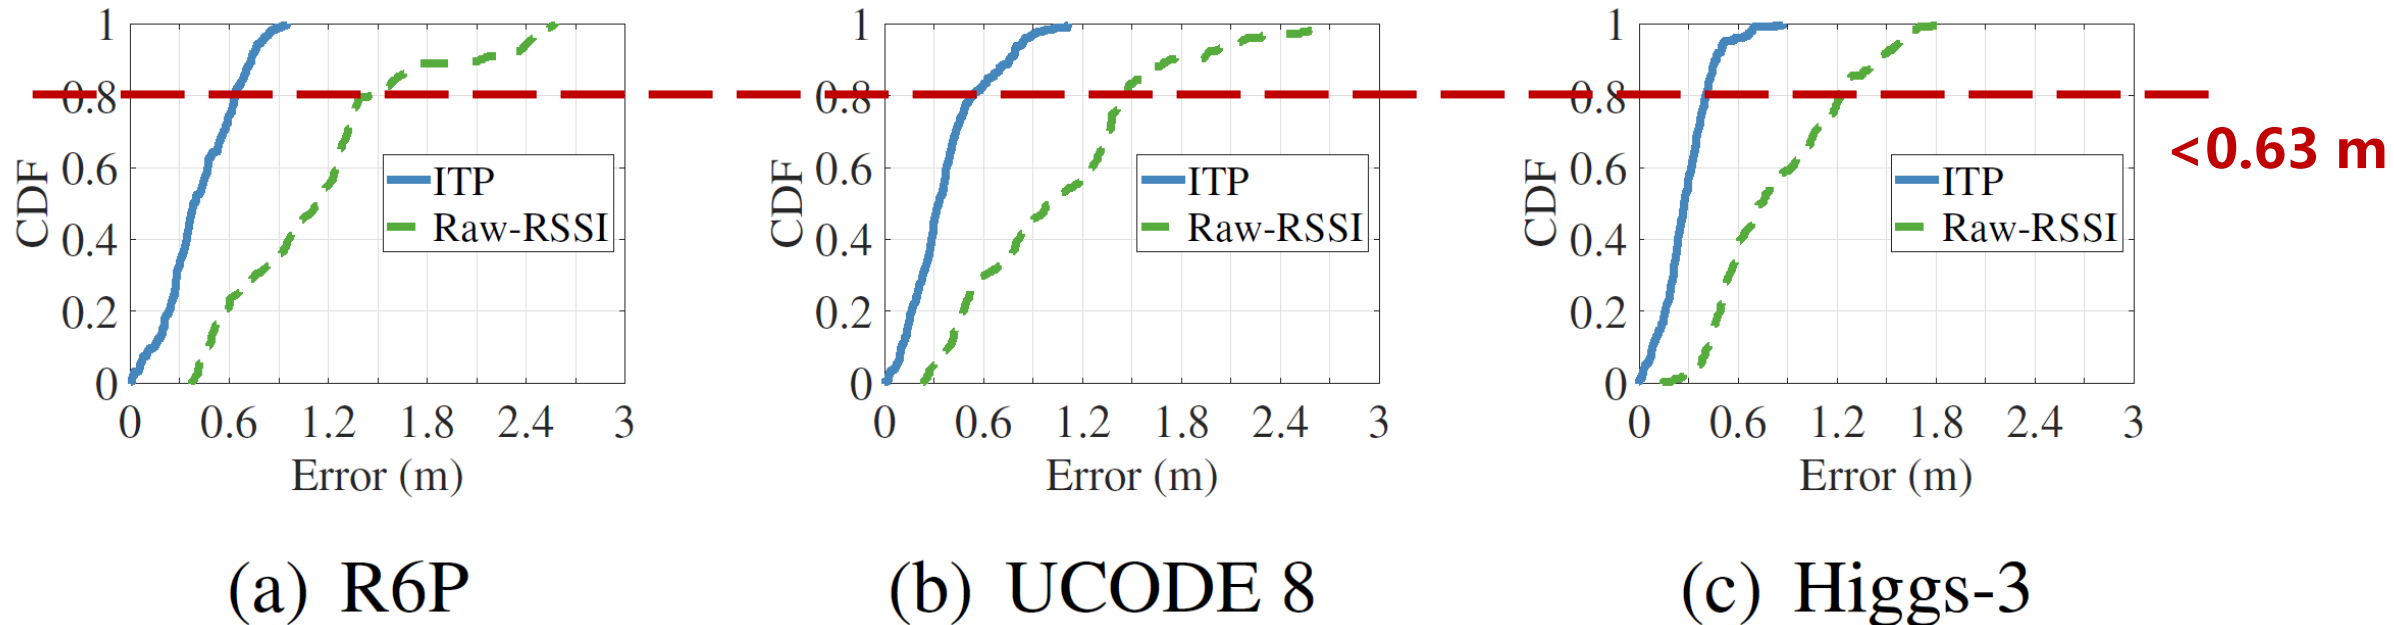 1
0.8
0.6
0.4
0.2
0
CDF
0 0.6 1.2 1.8 2.4 3
Error (m)
ITP
Raw-RSSI
(a) R6P
1
0.8
0.6
0.4
0.2
0
CDF
0 0.6 1.2 1.8 2.4 3
Error (m)
ITP
Raw-RSSI
(b) UCODE 8
1
0.8
0.6
0.4
0.2
0
CDF
0 0.6 1.2 1.8 2.4 3
Error (m)
ITP
Raw-RSSI
(c) Higgs-3
<0.63 m